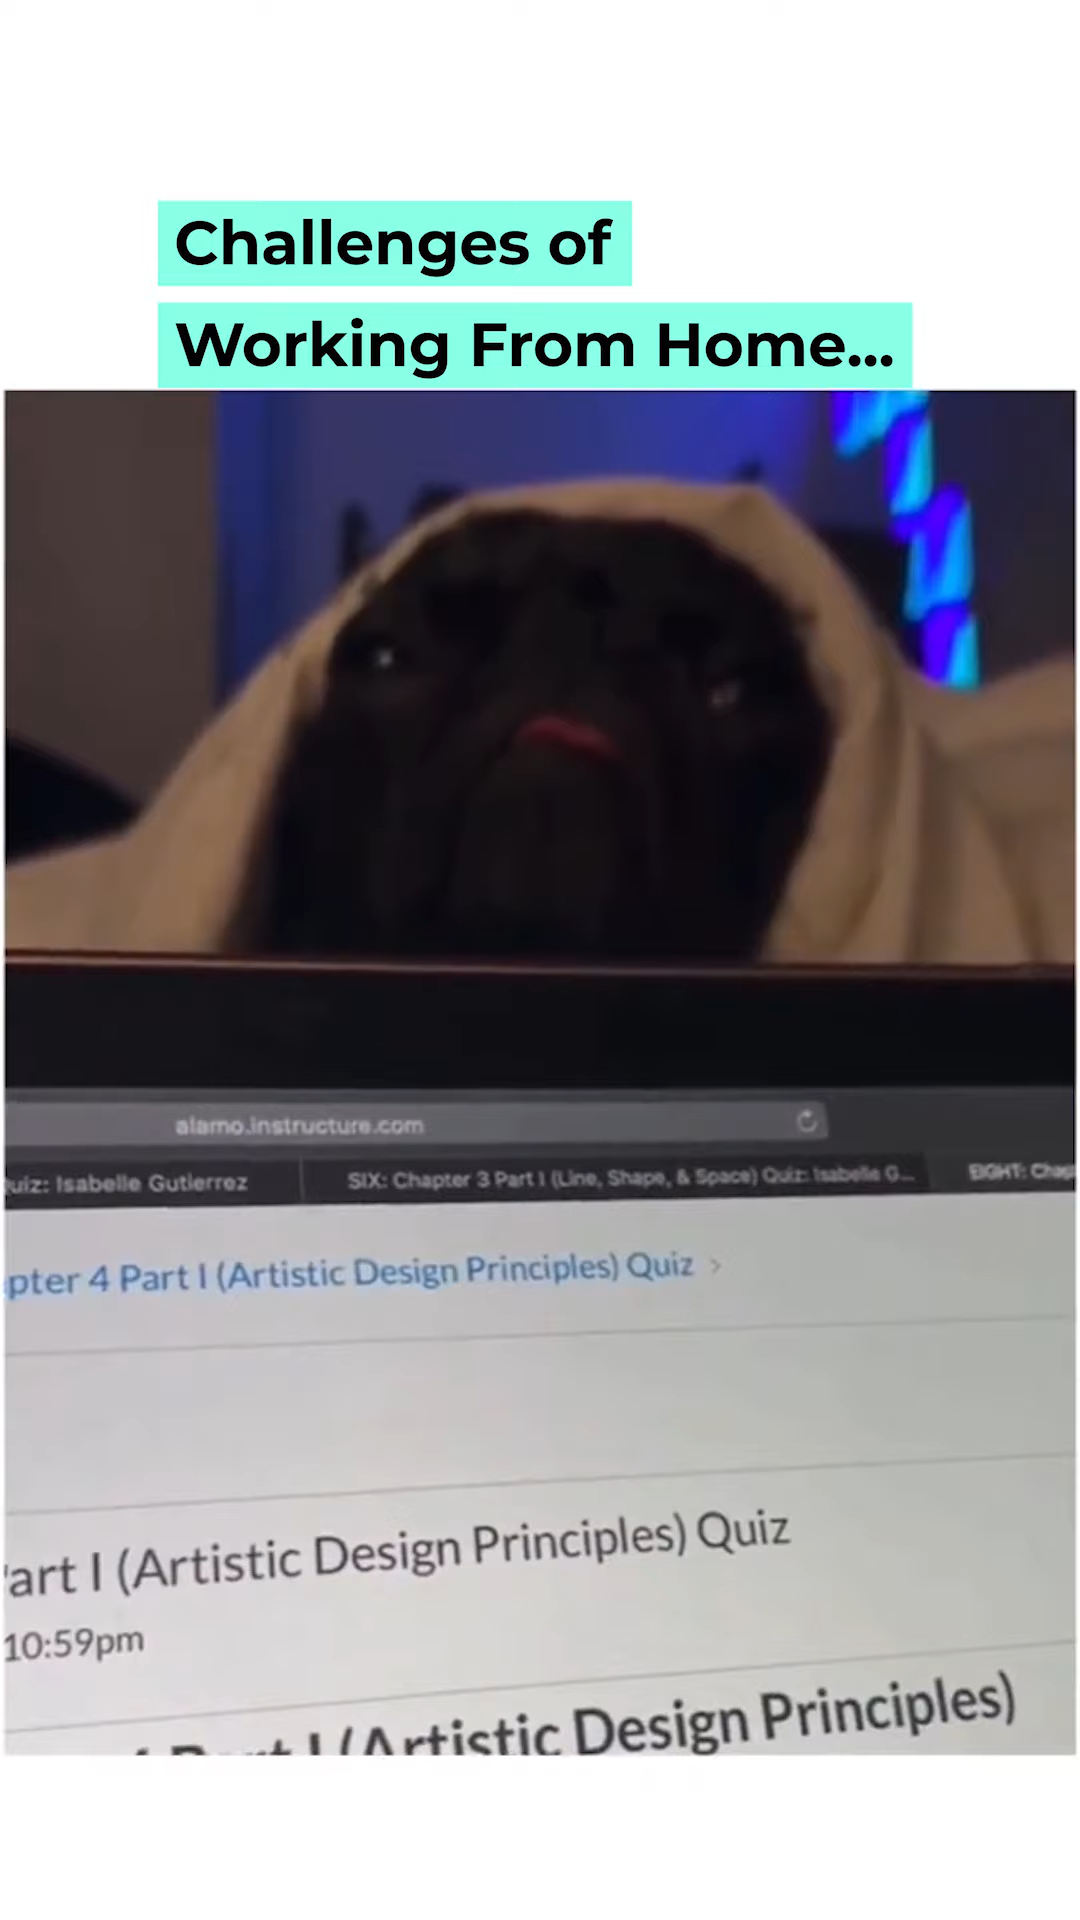 Challenges of
Working From Home...
alamo.instructure.com
uiz: Isabelle Gutierrez
SIX: Chapter 3 Part I (Line, Shape, & Space) Quiz: Isabelle G...
EIGHT: Chap
pter 4 Part I (Artistic Design Principles) Quiz >
Part I (Artistic Design Principles) Quiz
10:59pm
Part I (Artistic Design Principles)